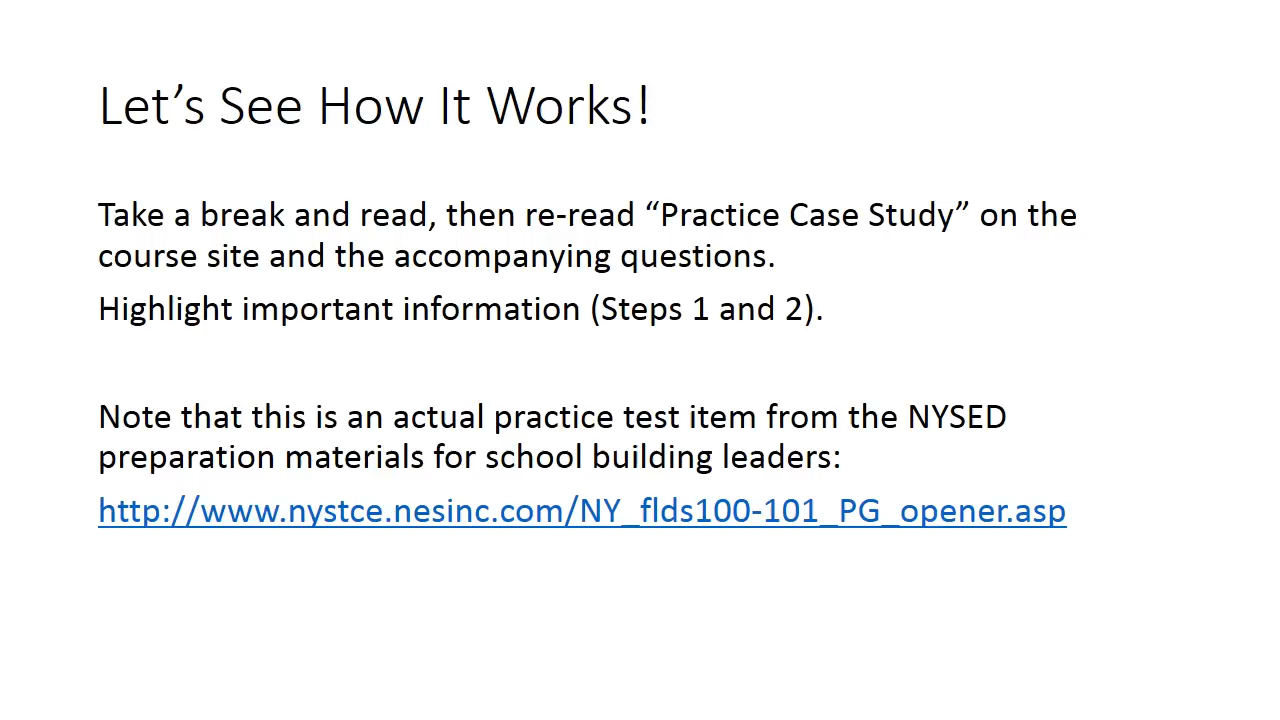 Let’s See How It Works!
Take a break and read, then re-read “Practice Case Study” on the
course site and the accompanying questions.
Highlight important information (Steps 1 and 2).
Note that this is an actual practice test item from the NYSED
preparation materials for school building leaders:
http://www.nystce.nesinc.com/NY_flds100-101_PG_opener.asp